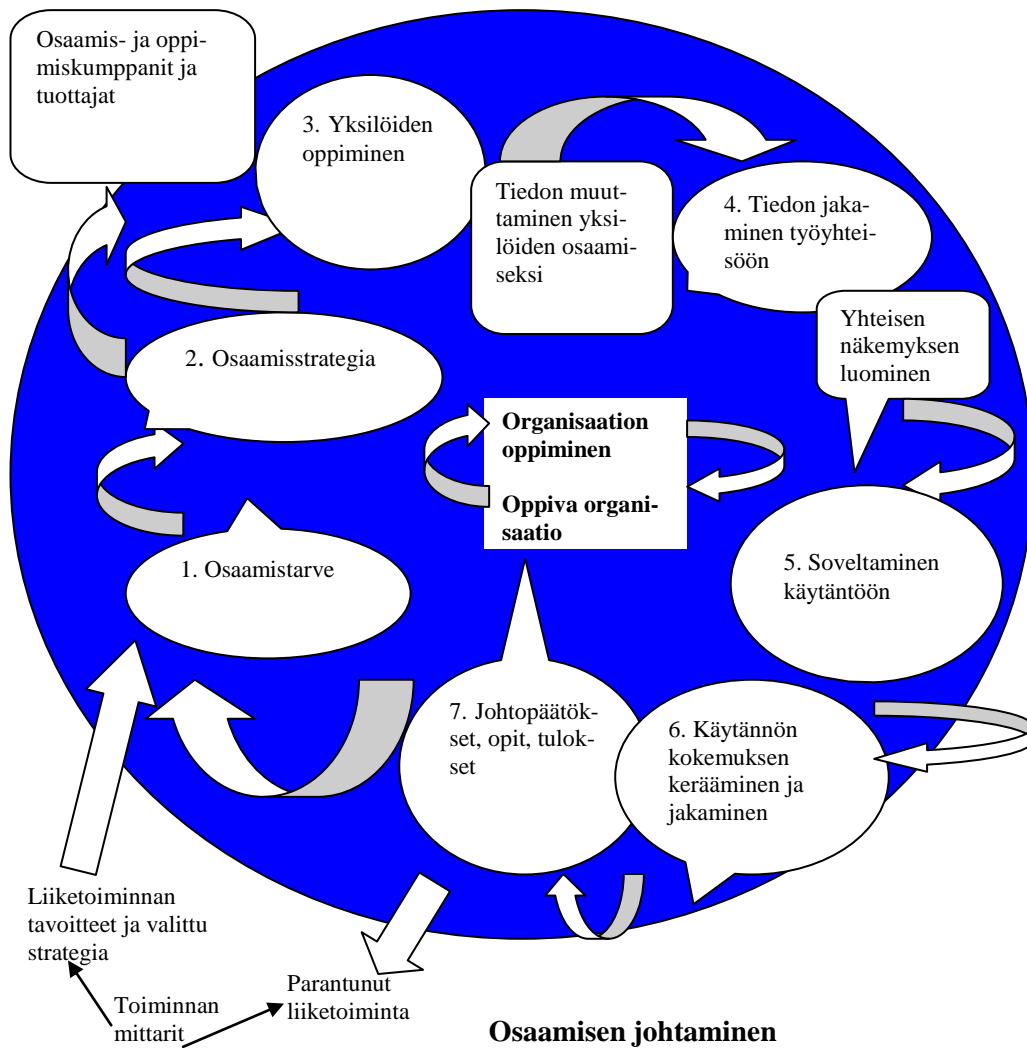 Osaamis- ja oppi-
miskumppanit ja
tuottajat
3. Yksilöiden
oppiminen
Tiedon muut-
taminen yksi-
löiden osaami-
seksi
4. Tiedon jaka-
minen työyhtei-
söön
Yhteisen
näkemyksen
luominen
2. Osaamisstrategia
Organisaation
oppiminen
Oppiva organi-
saatio
1. Osaamistarve
5. Soveltaminen
käytäntöön
7. Johtopäätök-
set, opit, tulok-
set
6. Käytännön
kokemuksen
kerääminen ja
jakaminen
Liiketoiminnan
tavoitteet ja valittu
strategia
Toiminnan
mittarit
Parantunut
liiketoiminta
Osaamisen johtaminen